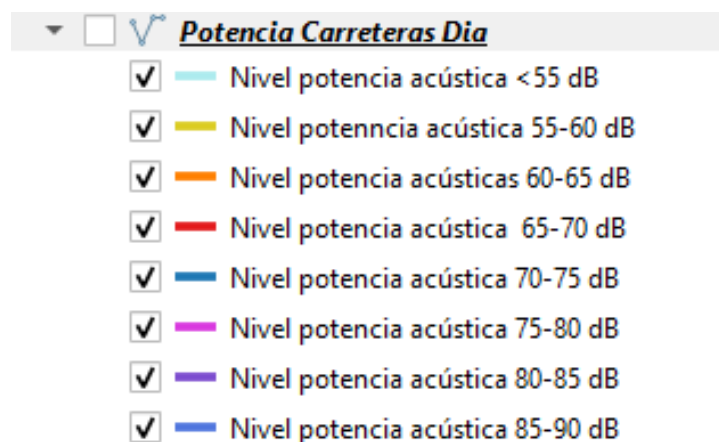 Potencia Carreteras Dia
Nivel potencia acústica <55 dB
Nivel potenncia acústica 55-60 dB
Nivel potencia acústicas 60-65 dB
Nivel potencia acústica  65-70 dB
Nivel potencia acústica 70-75 dB
Nivel potencia acústica 75-80 dB
Nivel potencia acústica 80-85 dB
Nivel potencia acústica 85-90 dB